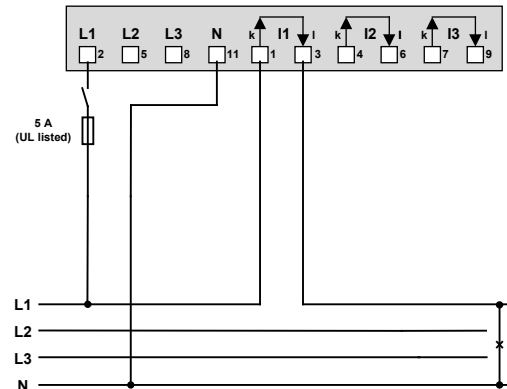 k I1 l k I2 l k I3 l
L1 L2 L3 N
2 5 8 11 1 3 4 6 7 9
5 A
(UL listed)
L1
L2
L3
N